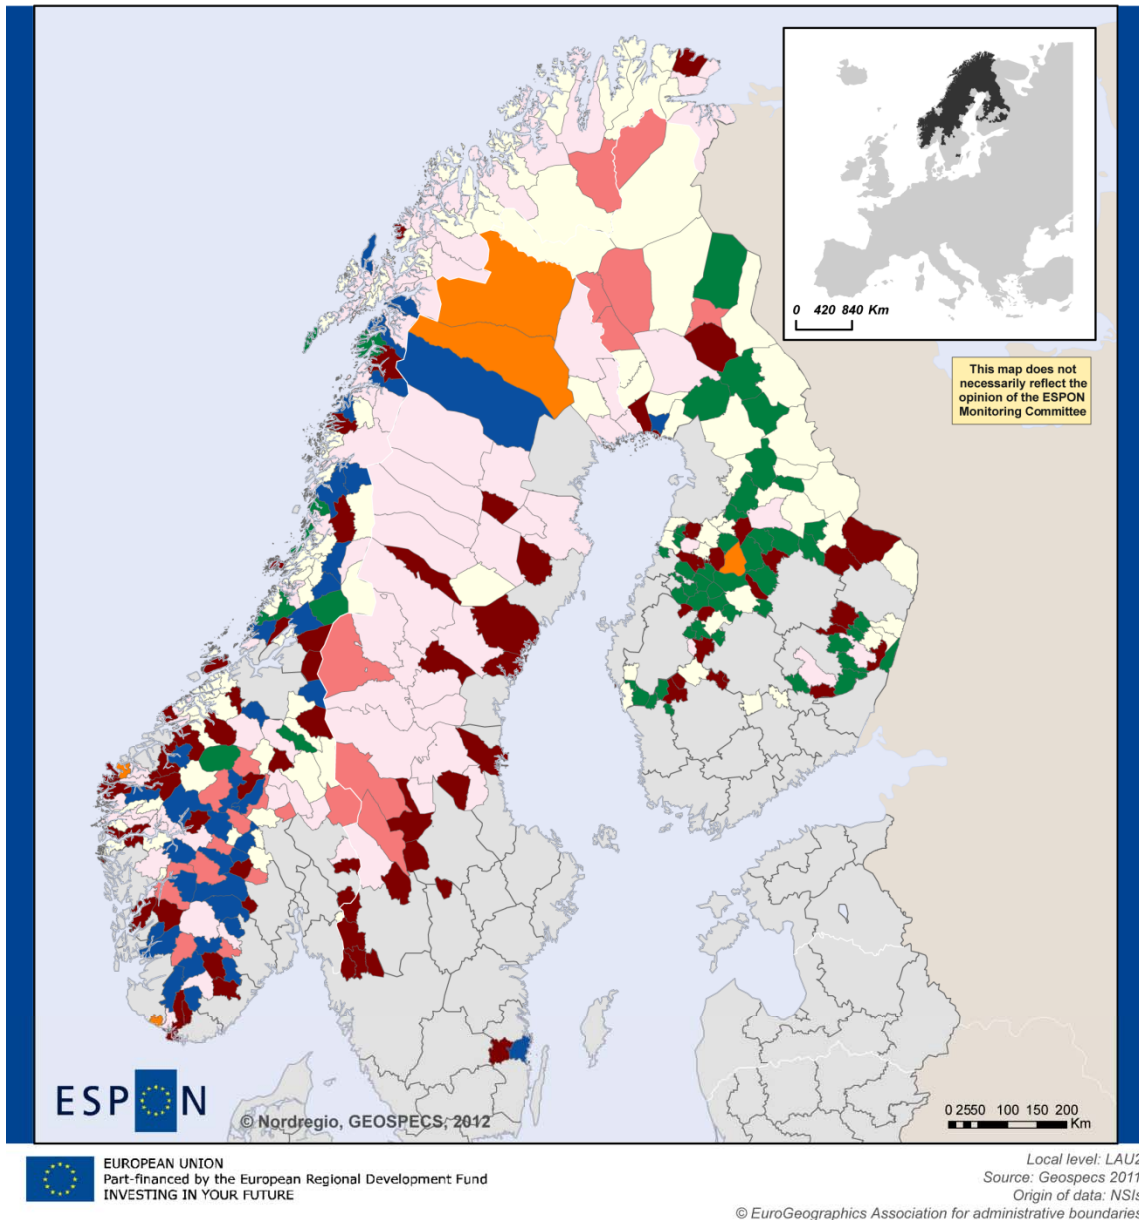 0 420 840 Km
This map does not
necessarily reflect the
opinion of the ESPON
Monitoring Committee
ESPON
© Nordregio, GEOSPECS, 2012
0 2550 100 150 200
Km
EUROPEAN UNION
Part-financed by the European Regional Development Fund
INVESTING IN YOUR FUTURE
Local level: LAU2
Source: Geospecs 2011
Origin of data: NSIs
© EuroGeographics Association for administrative boundaries